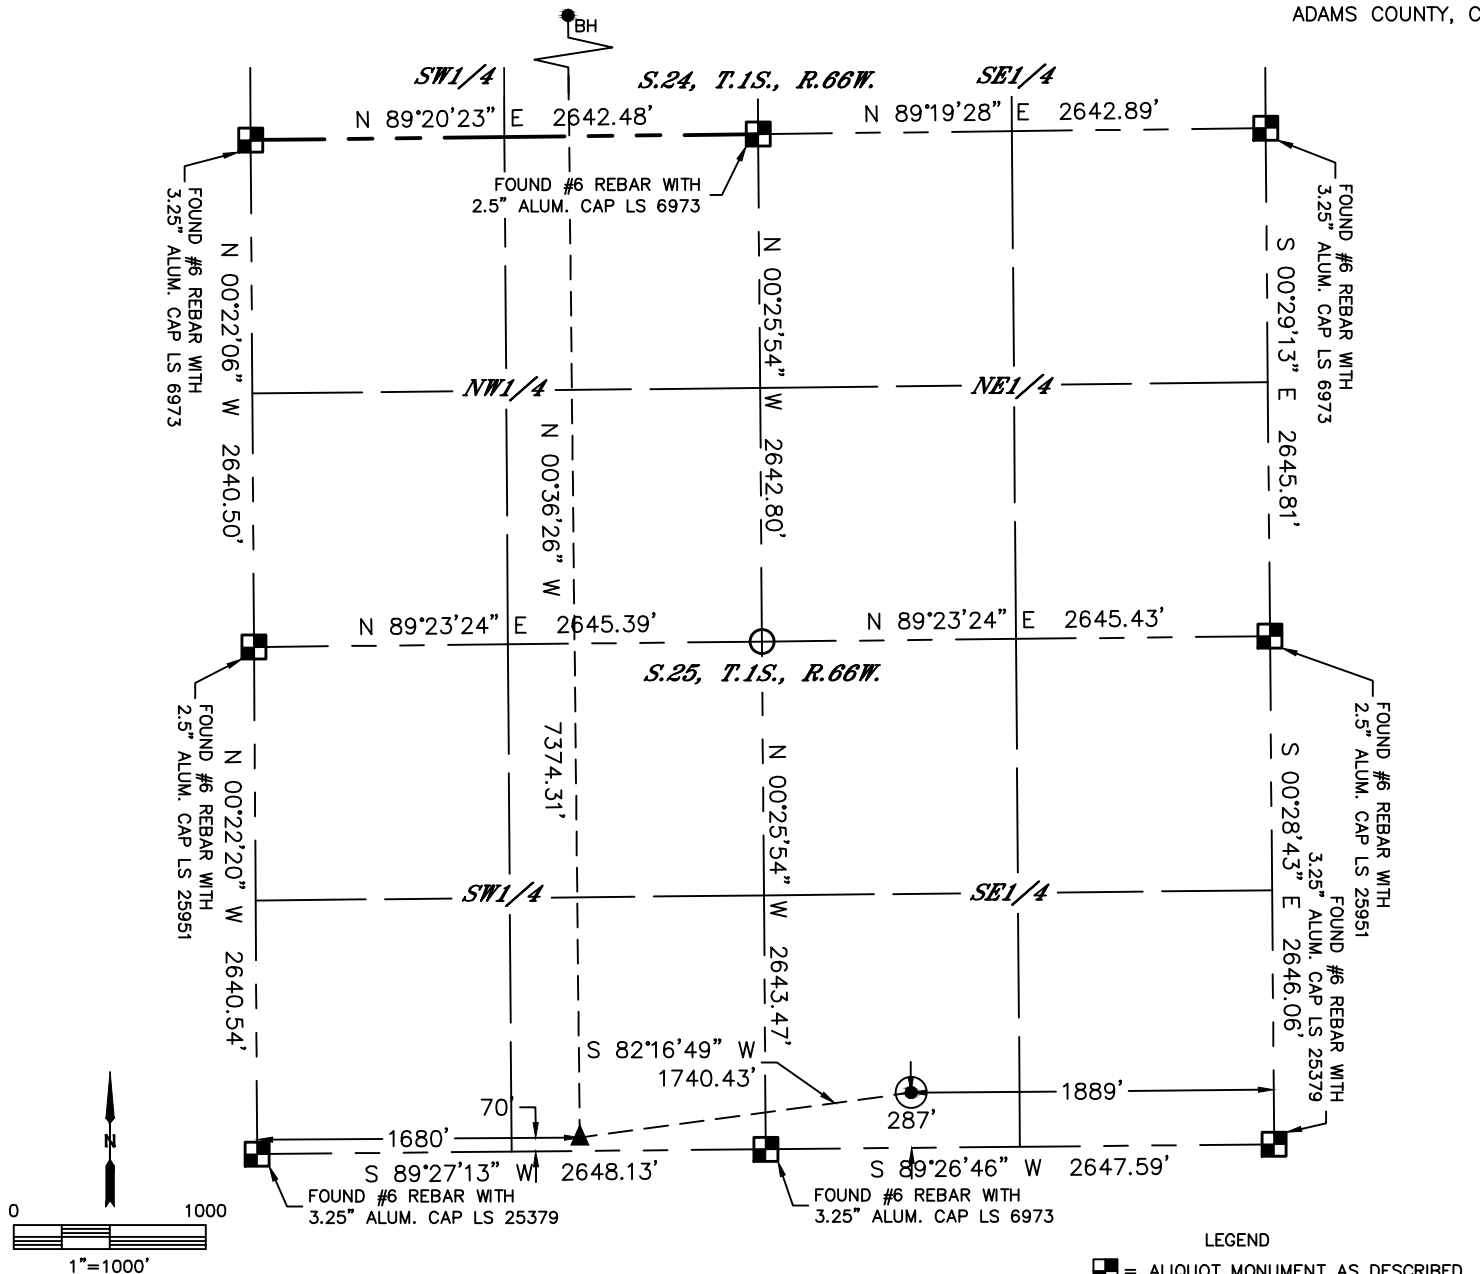 ADAMS COUNTY, C
BH
SW1/4
S.24, T.1S., R.66W.
SE1/4
N 89°20'23" E 2642.48'
N 89°19'28" E 2642.89'
FOUND #6 REBAR WITH
3.25" ALUM. CAP LS 6973
FOUND #6 REBAR WITH
2.5" ALUM. CAP LS 6973
FOUND #6 REBAR WITH
3.25" ALUM. CAP LS 6973
N 00°22'06" W 2640.50'
N 00°25'54" W 2642.80'
S 00°29'13" E 2645.81'
NW1/4
NE1/4
N 00°36'26" W
7374.31'
N 89°23'24" E 2645.39'
N 89°23'24" E 2645.43'
S.25, T.1S., R.66W.
FOUND #6 REBAR WITH
2.5" ALUM. CAP LS 25951
FOUND #6 REBAR WITH
2.5" ALUM. CAP LS 25951
N 00°22'20" W 2640.54'
N 00°25'54" W 2643.47'
S 00°28'43" E 2646.06'
FOUND #6 REBAR WITH
3.25" ALUM. CAP LS 25379
SW1/4
SE1/4
S 82°16'49" W
1740.43'
70'
1680'
287'
1889'
S 89°27'13" W 2648.13'
S 89°26'46" W 2647.59'
FOUND #6 REBAR WITH
3.25" ALUM. CAP LS 25379
FOUND #6 REBAR WITH
3.25" ALUM. CAP LS 6973
N
0 1000
1"=1000'
LEGEND
= ALIQUOT MONUMENT AS DESCRIBED